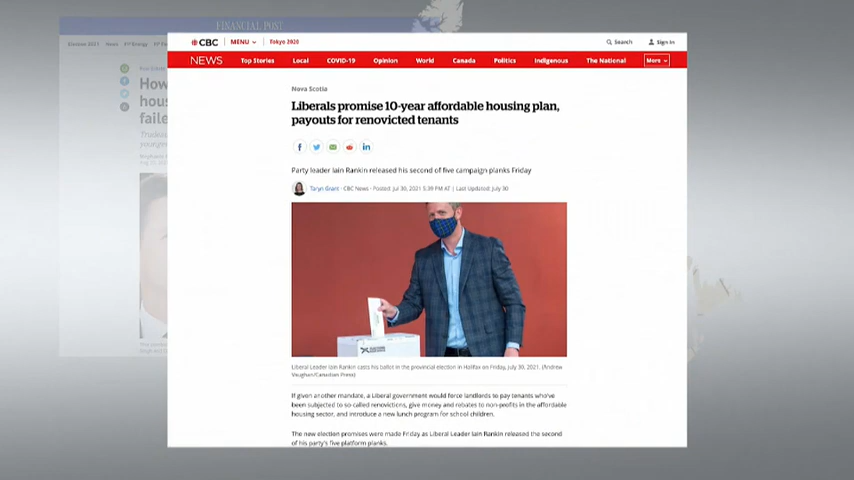 FINANCIAL POST
Election 2021 News FP Energy
How
hous
faile
CBC MENU Tokyo 2020 Search Sign In
NEWS Top Stories Local COVID-19 Opinion World Canada Politics Indigenous The National More
Nova Scotia
Liberals promise 10-year affordable housing plan,
payouts for renovicted tenants
Party leader Iain Rankin released his second of five campaign planks Friday
Taryn Grant · CBC News · Posted: Jul 30, 2021 5:39 PM AT | Last Updated: July 30
Liberal Leader Iain Rankin casts his ballot in the provincial election in Halifax on Friday, July 30, 2021. (Andrew
Vaughan/Canadian Press)
If given another mandate, a Liberal government would force landlords to pay tenants who've
been subjected to so-called renovictions, give money and rebates to non-profits in the affordable
housing sector, and introduce a new lunch program for school children.
The new election promises were made Friday as Liberal Leader Iain Rankin released the second
of his party's five platform planks.